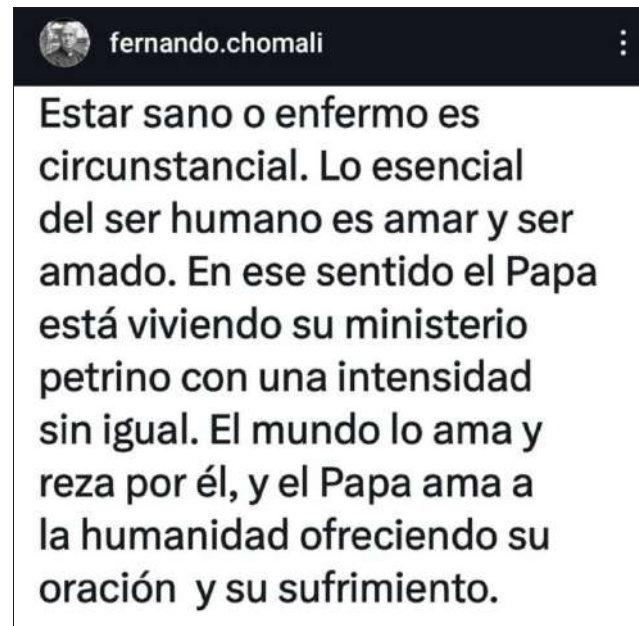 fernando.chomali
Estar sano o enfermo es
circunstancial. Lo esencial
del ser humano es amar y ser
amado. En ese sentido el Papa
está viviendo su ministerio
petrino con una intensidad
sin igual. El mundo lo ama y
reza por él, y el Papa ama a
la humanidad ofreciendo su
oración  y su sufrimiento.